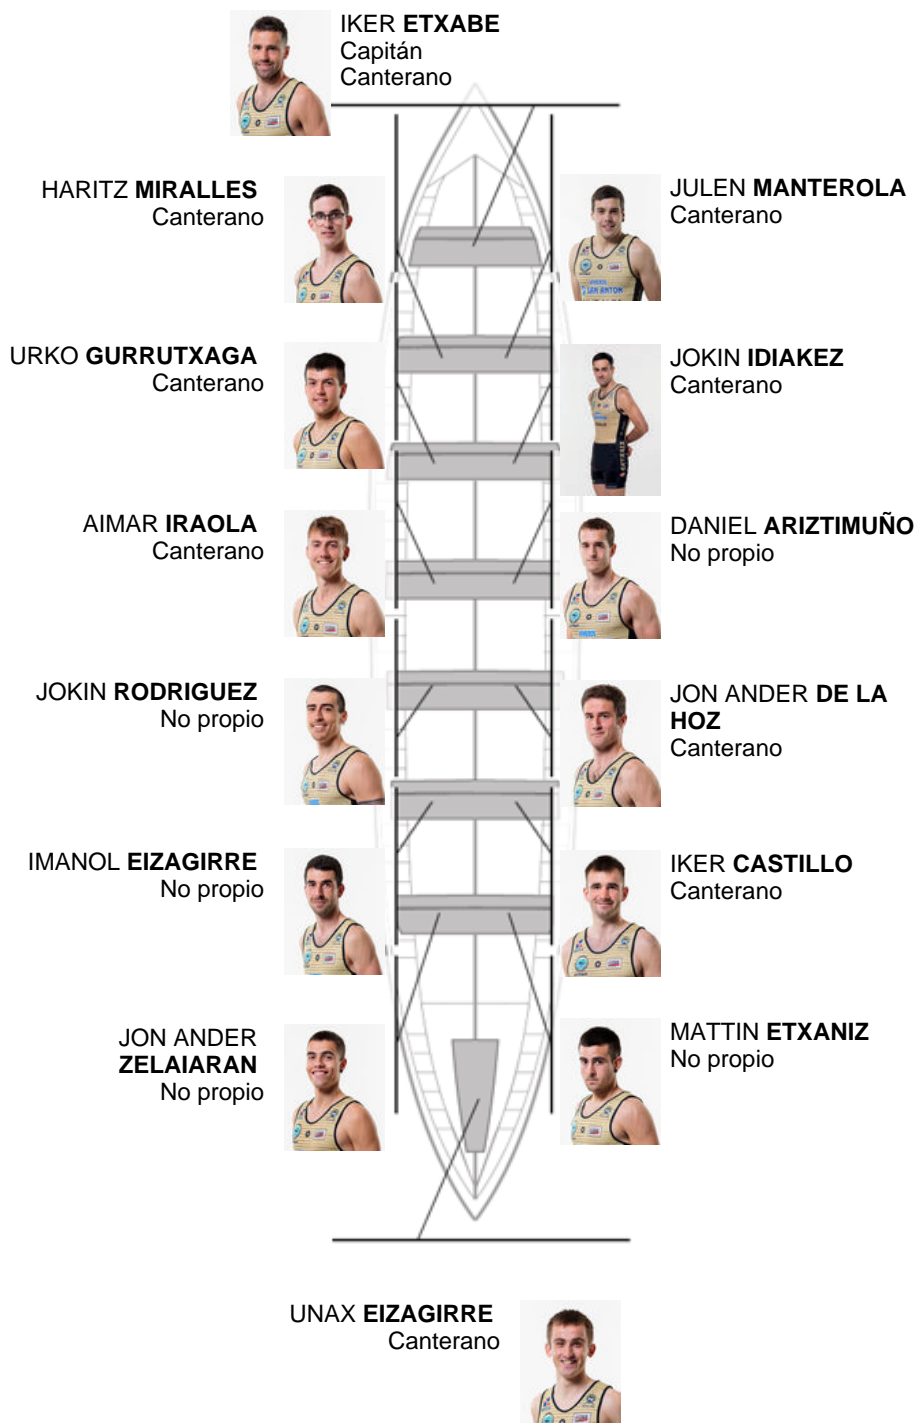 IKER ETXABE
Capitán
Canterano
HARITZ MIRALLES
Canterano
JULEN MANTEROLA
Canterano
URKO GURRUTXAGA
Canterano
JOKIN IDIAKEZ
Canterano
AIMAR IRAOLA
Canterano
DANIEL ARIZTIMUÑO
No propio
JOKIN RODRIGUEZ
No propio
JON ANDER DE LA
HOZ
Canterano
IMANOL EIZAGIRRE
No propio
IKER CASTILLO
Canterano
JON ANDER
ZELAIARAN
No propio
MATTIN ETXANIZ
No propio
UNAX EIZAGIRRE
Canterano